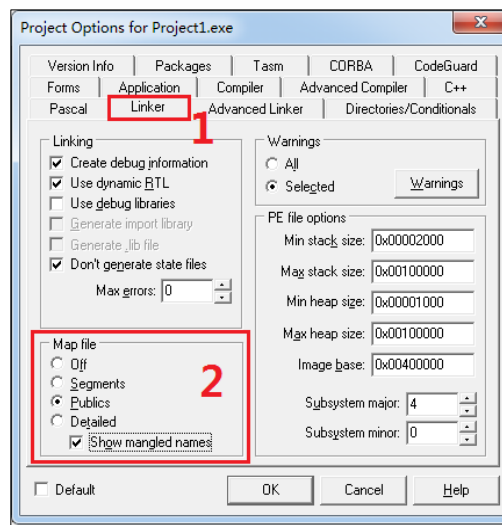 Project Options for Project1.exe
Version Info Packages Tasm CORBA CodeGuard
Forms Application Compiler Advanced Compiler C++
Pascal Linker Advanced Linker Directories/Conditionals
1
Linking
Create debug information
Use dynamic RTL
Use debug libraries
Generate import library
Generate .lib file
Don't generate state files
Max errors: 0
Warnings
All
Selected
Warnings
PE file options
Min stack size: 0x00002000
Max stack size: 0x00100000
Min heap size: 0x00001000
Max heap size: 0x00100000
Image base: 0x00400000
Subsystem major: 4
Subsystem minor: 0
Map file
Off
Segments
Publics
Detailed
Show mangled names
2
Default OK Cancel Help